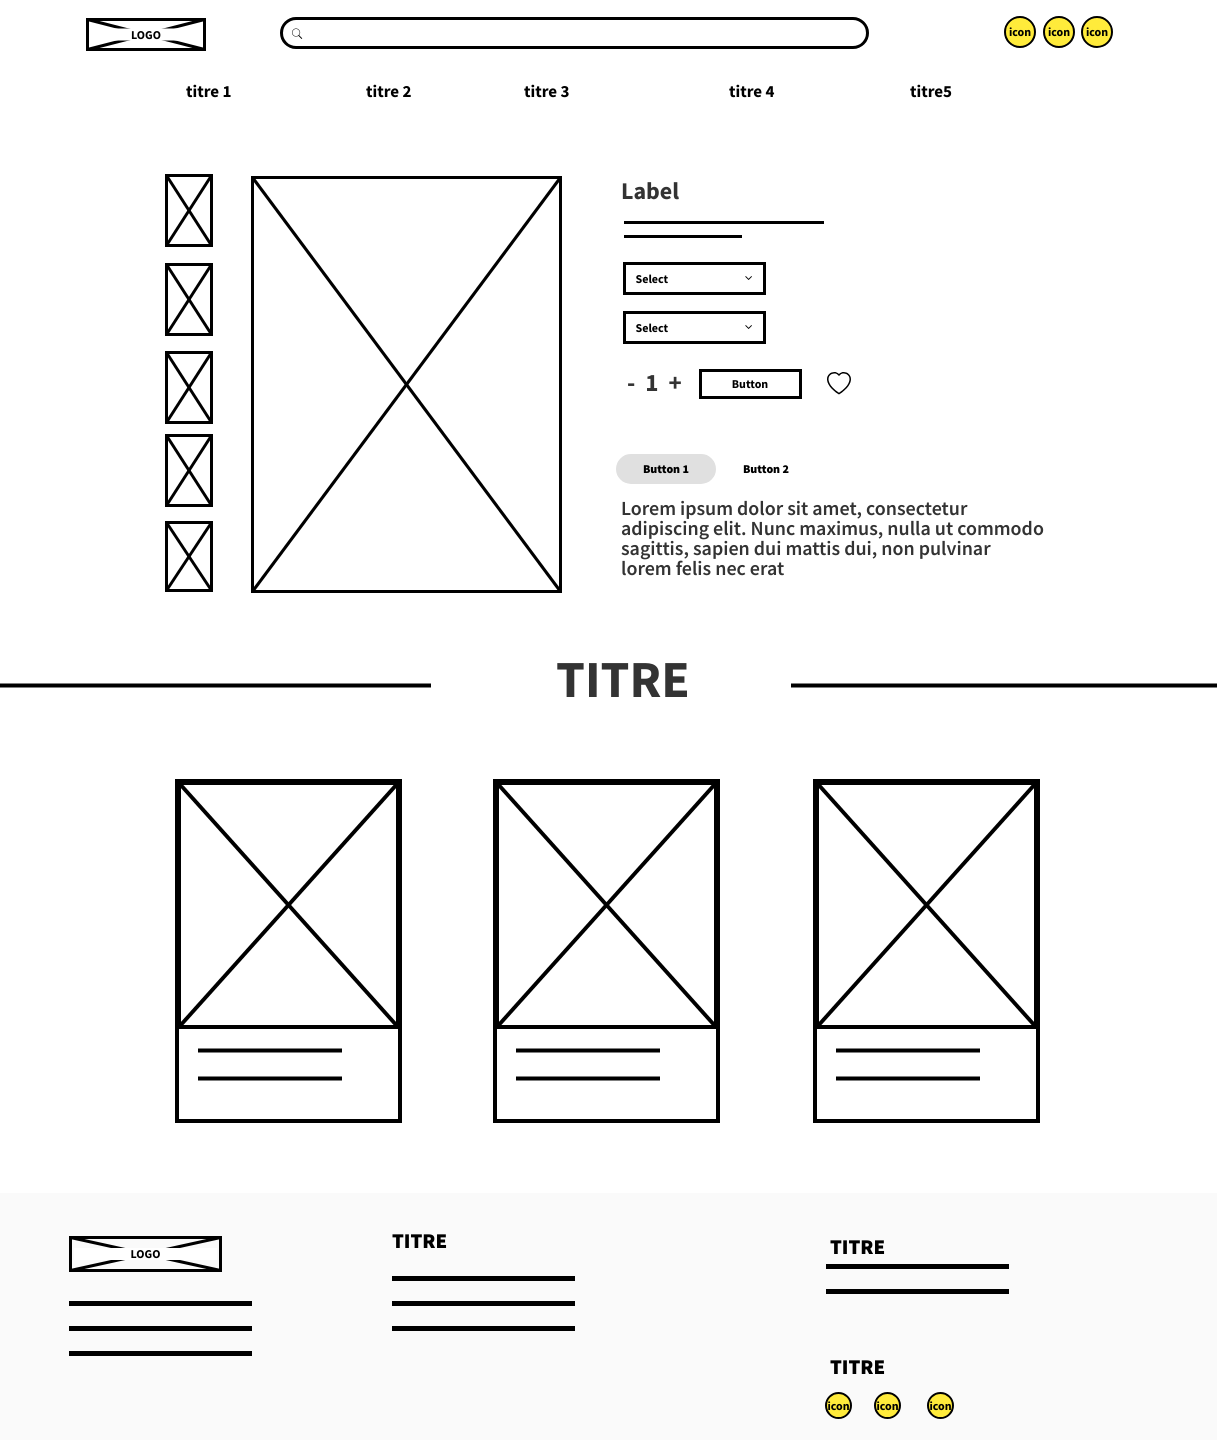 LOGO
icon icon icon
titre 1 titre 2 titre 3 titre 4 titre5
Label
Select
Select
- 1 + Button
Button 1 Button 2
Lorem ipsum dolor sit amet, consectetur
adipiscing elit. Nunc maximus, nulla ut commodo
sagittis, sapien dui mattis dui, non pulvinar
lorem felis nec erat
TITRE
LOGO
TITRE
TITRE
TITRE
icon icon icon